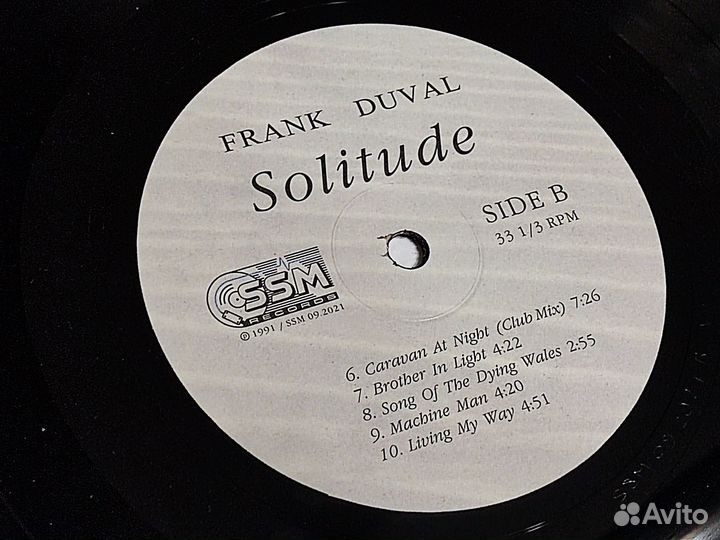 FRANK DUVAL
Solitude
SIDE B
33 1/3 RPM
SSM
RECORDS
℗ 1991 / SSM 09.2021
6. Caravan At Night (Club Mix) 7:26
7. Brother In Light 4:22
8. Song Of The Dying Wales 2:55
9. Machine Man 4:20
10. Living My Way 4:51
Avito